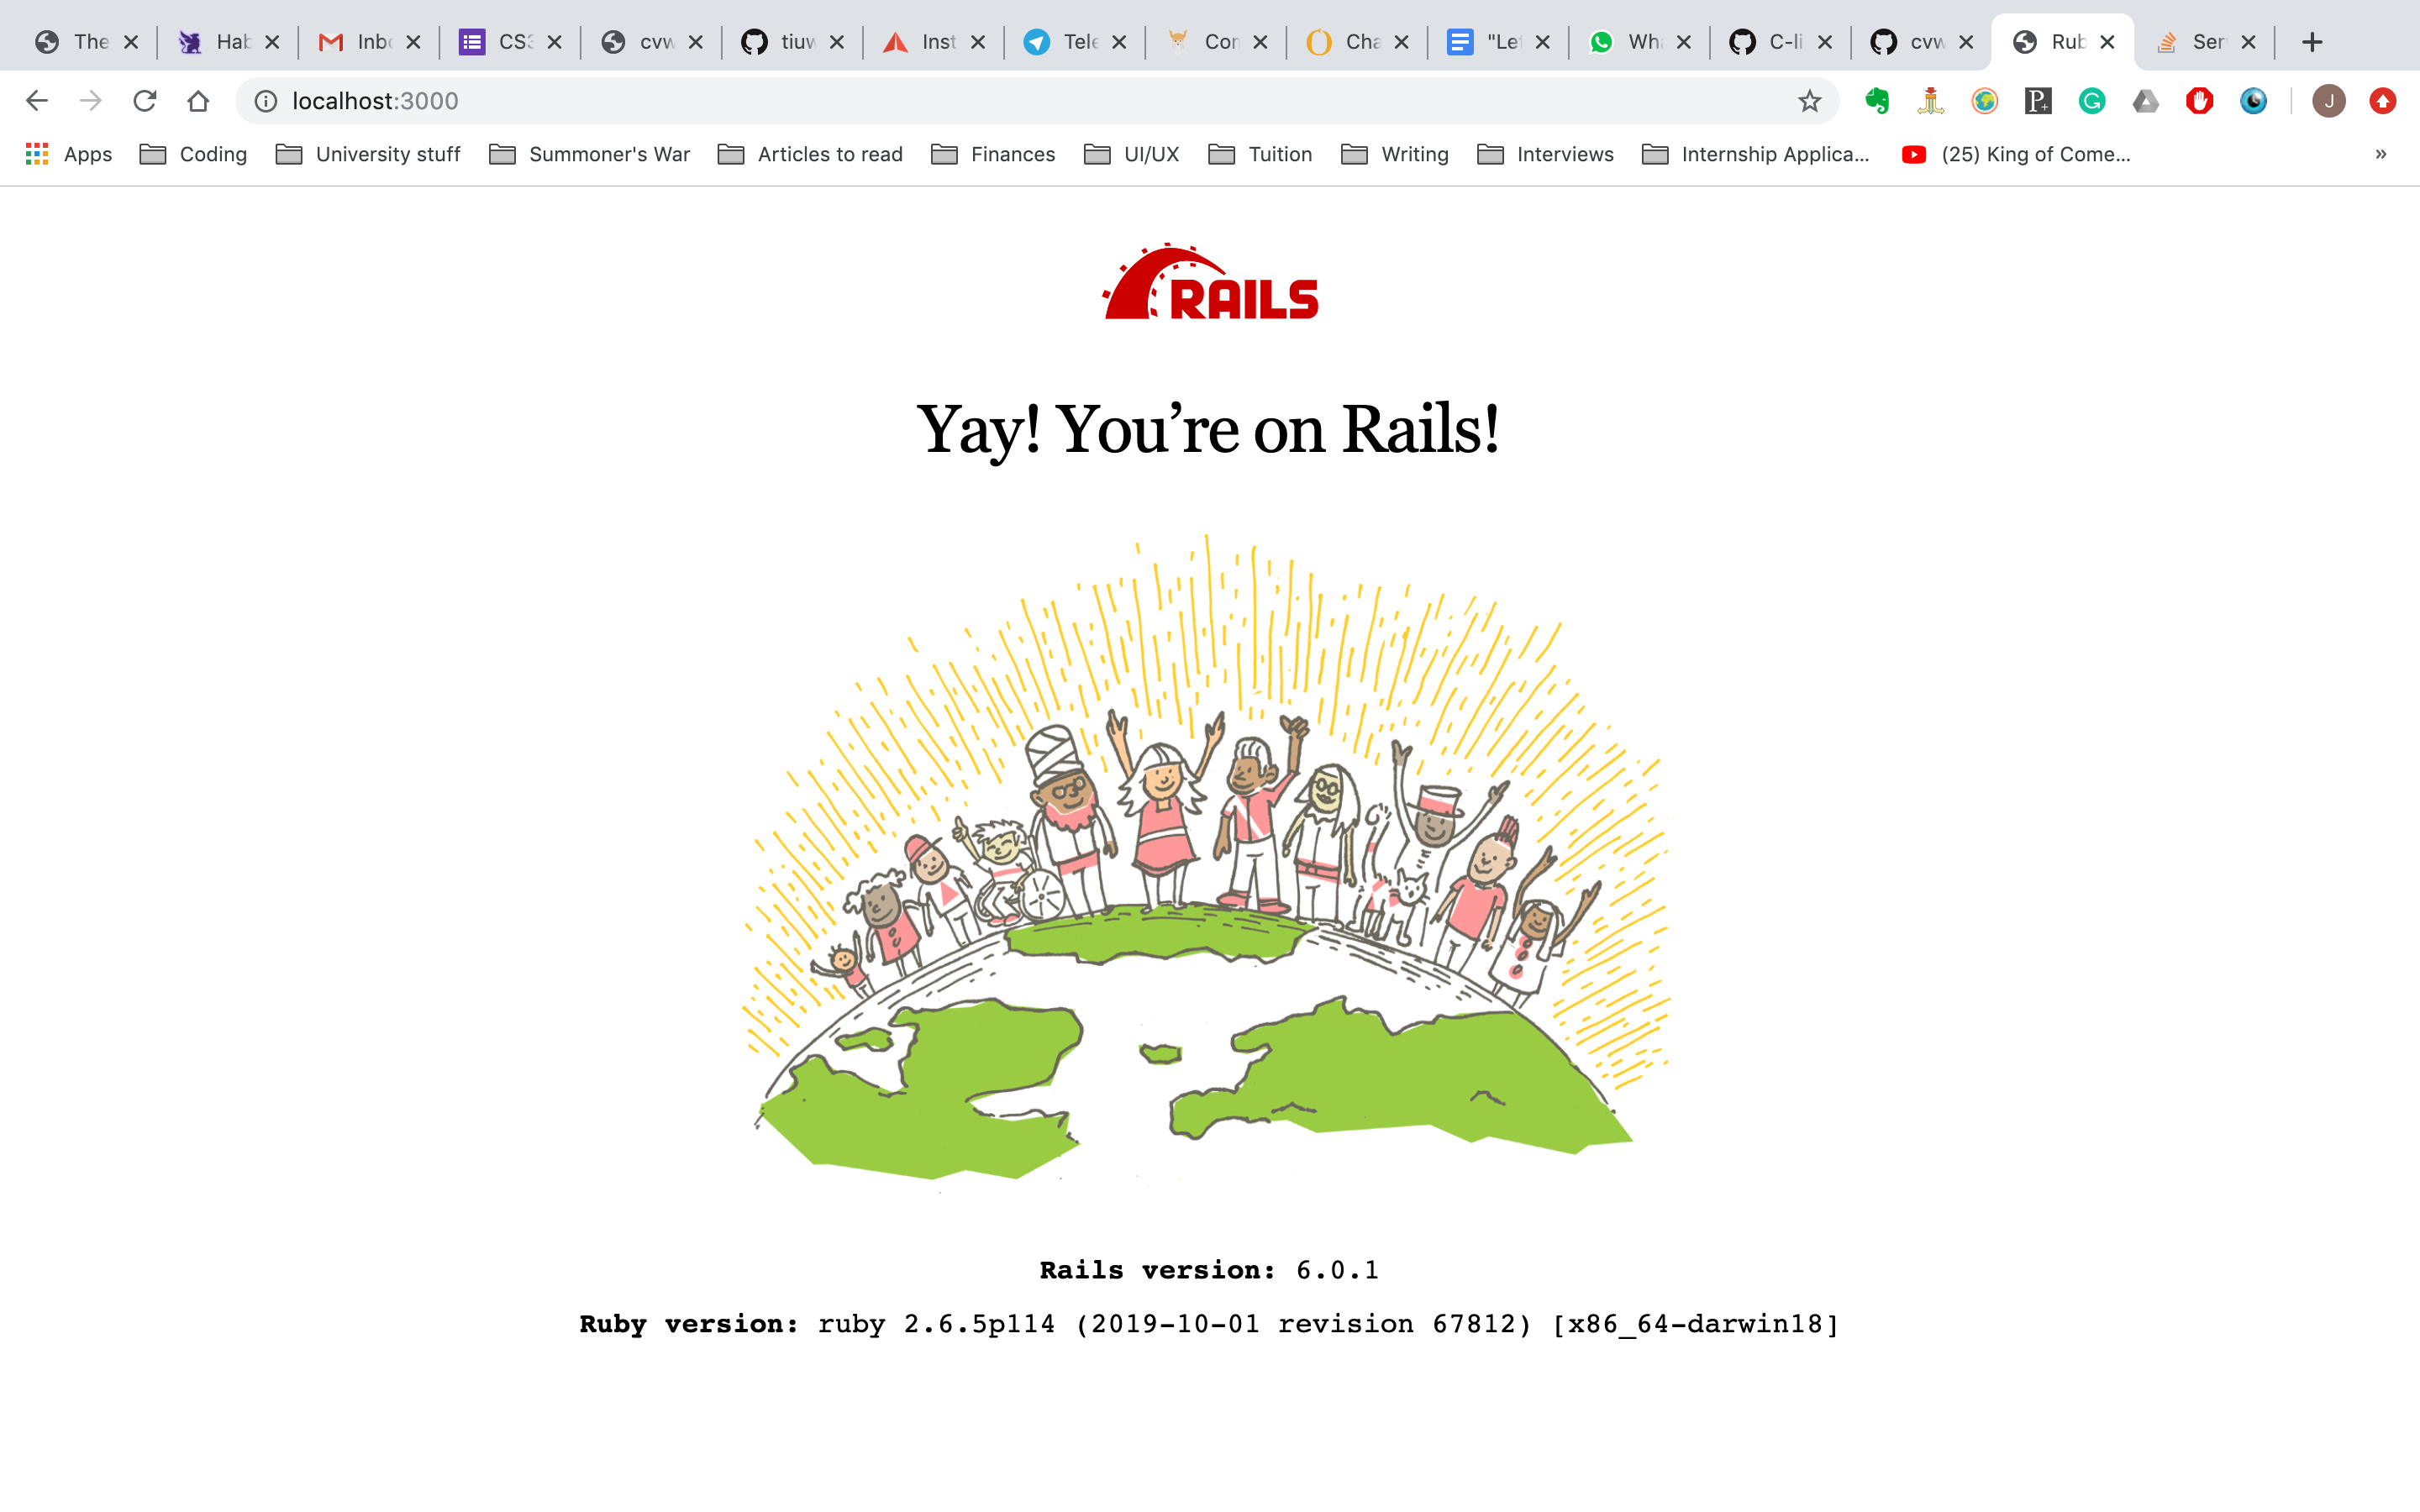 The
Hab
Inbo
CS3
cvw
tiuw
Inst
Tele
Con
Cha
"Let
Wha
C-li
cvw
Rub
Ser
localhost:3000
J
Apps
Coding
University stuff
Summoner's War
Articles to read
Finances
UI/UX
Tuition
Writing
Interviews
Internship Applica...
(25) King of Come...
»
RAILS
Yay! You’re on Rails!
Rails version: 6.0.1
Ruby version: ruby 2.6.5p114 (2019-10-01 revision 67812) [x86_64-darwin18]